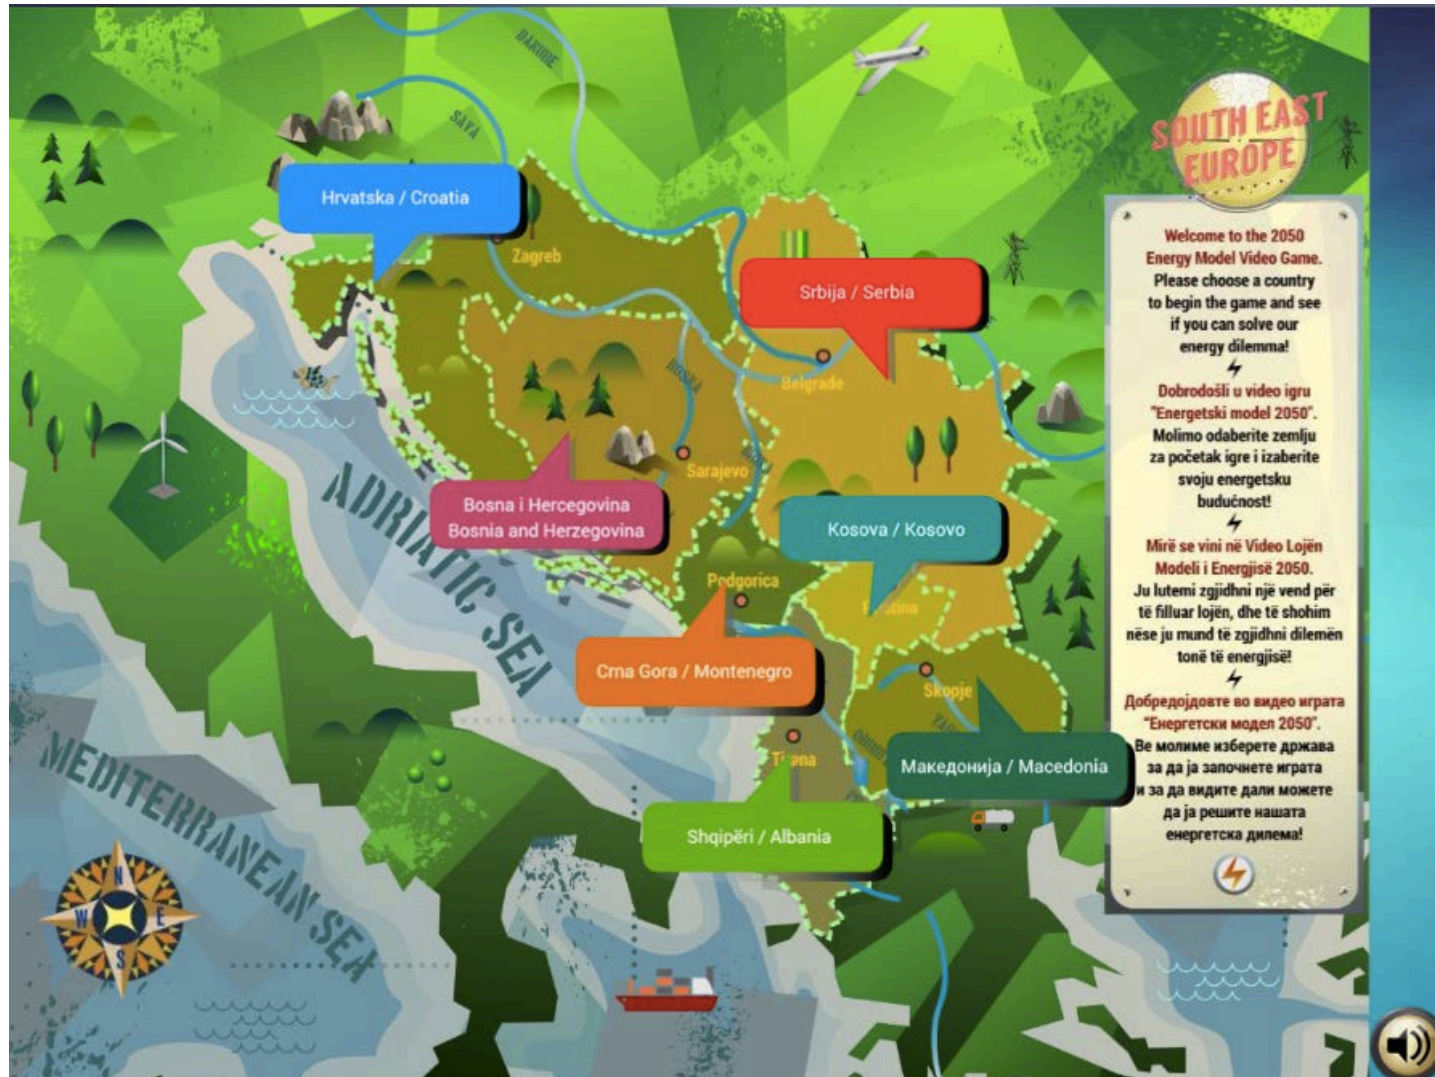 DANUBE
SAVA
SOUTH EAST
EUROPE
Hrvatska / Croatia
Zagreb
Srbija / Serbia
Belgrade
BOSNA
Sarajevo
Bosna i Hercegovina
Bosnia and Herzegovina
Kosova / Kosovo
Podgorica
Crna Gora / Montenegro
Skopje
Македонија / Macedonia
Shqipëri / Albania
ADRIATIC SEA
MEDITERRANEAN SEA
N
W
E
S
Welcome to the 2050
Energy Model Video Game.
Please choose a country
to begin the game and see
if you can solve our
energy dilemma!
Dobrodošli u video igru
"Energetski model 2050".
Molimo odaberite zemlju
za početak igre i izaberite
svoju energetsku
budućnost!
Mirë se vini në Video Lojën
Modeli i Energjisë 2050.
Ju lutemi zgjidhni një vend për
të filluar lojën, dhe të shohim
nëse ju mund të zgjidhni dilemën
tonë të energjisë!
Добредојдовте во видео играта
"Енергетски модел 2050".
Ве молиме изберете држава
за да ја започнете играта
и за да видите дали можете
да ја решите нашата
енергетска дилема!